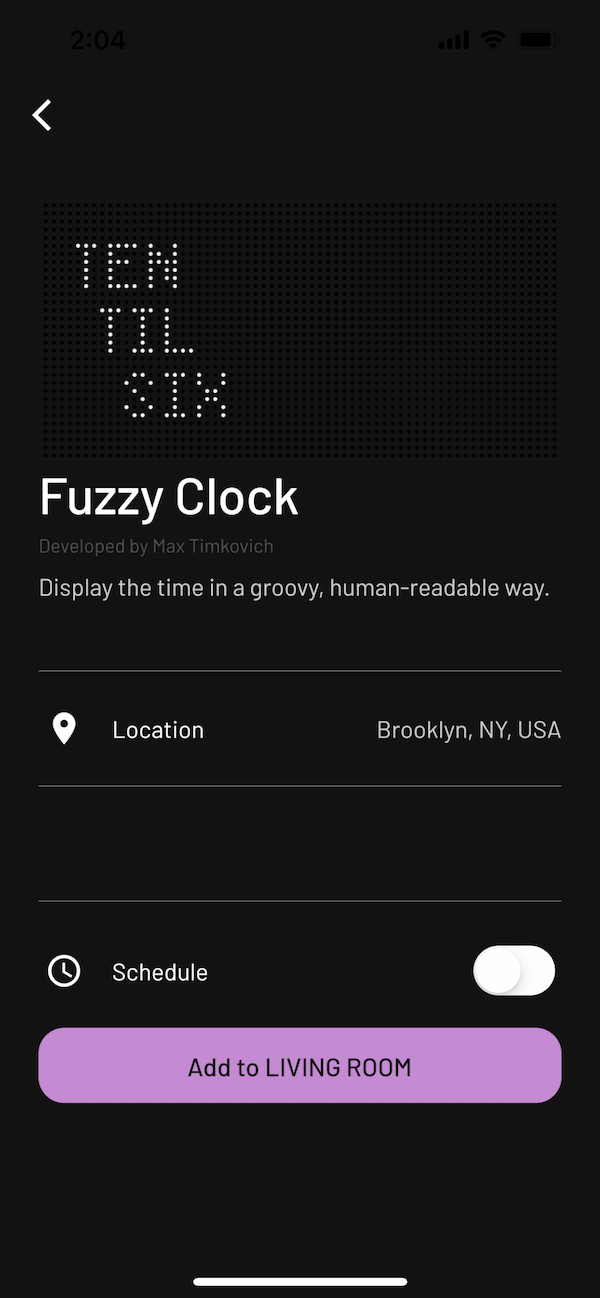 2:04
TEN
TIL
SIX
Fuzzy Clock
Developed by Max Timkovich
Display the time in a groovy, human-readable way.
Location Brooklyn, NY, USA
Schedule
Add to LIVING ROOM